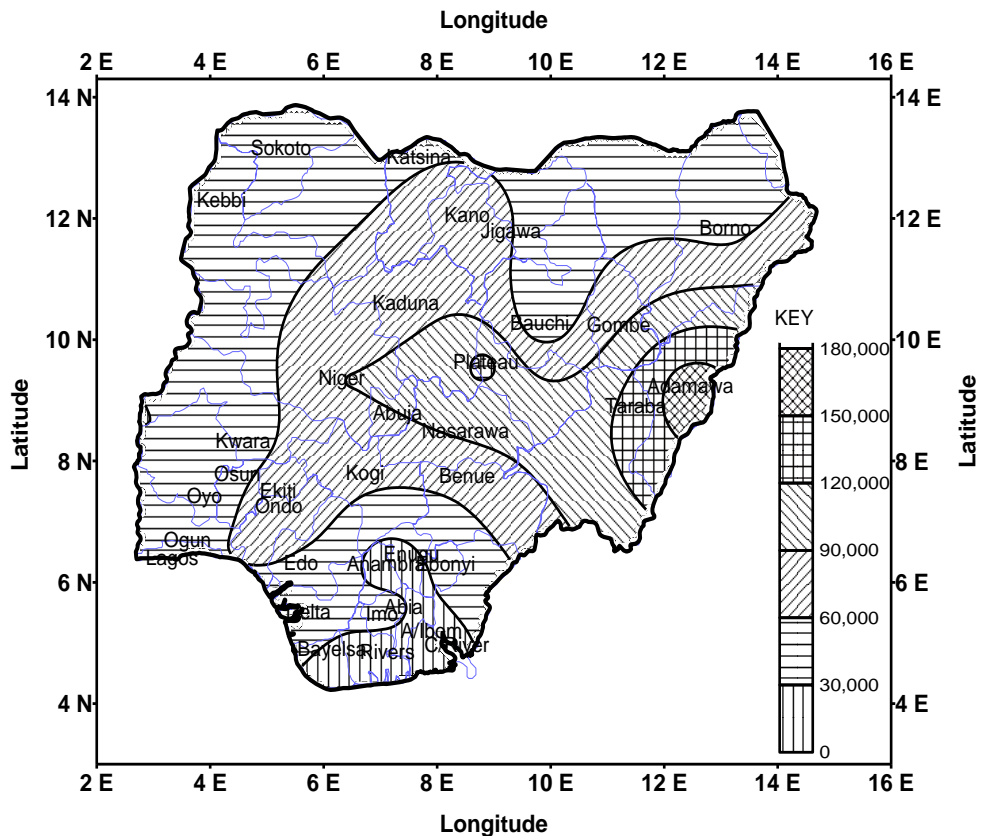 Longitude
2 E 4 E 6 E 8 E 10 E 12 E 14 E 16 E
14 N 14 E
Sokoto
Katsina
Kebbi
12 N 12 E
Kano
Jigawa
Borno
Kaduna
Bauchi
Gombe
KEY
10 N 10 E
180,000
Plateau
Niger
Adamawa
Taraba
150,000
Abuja
Nasarawa
Kwara
120,000
8 N 8 E
Osun
Kogi
Benue
Ekiti
Oyo
Ondo
90,000
Ogun
Lagos
Edo
Enugu
Anambra
Ebonyi
6 N 6 E
Delta
Imo
Abia
60,000
A/Ibom
C/River
Bayelsa
Rivers
30,000
4 N 4 E
0
2 E 4 E 6 E 8 E 10 E 12 E 14 E 16 E
Longitude
Latitude
Latitude